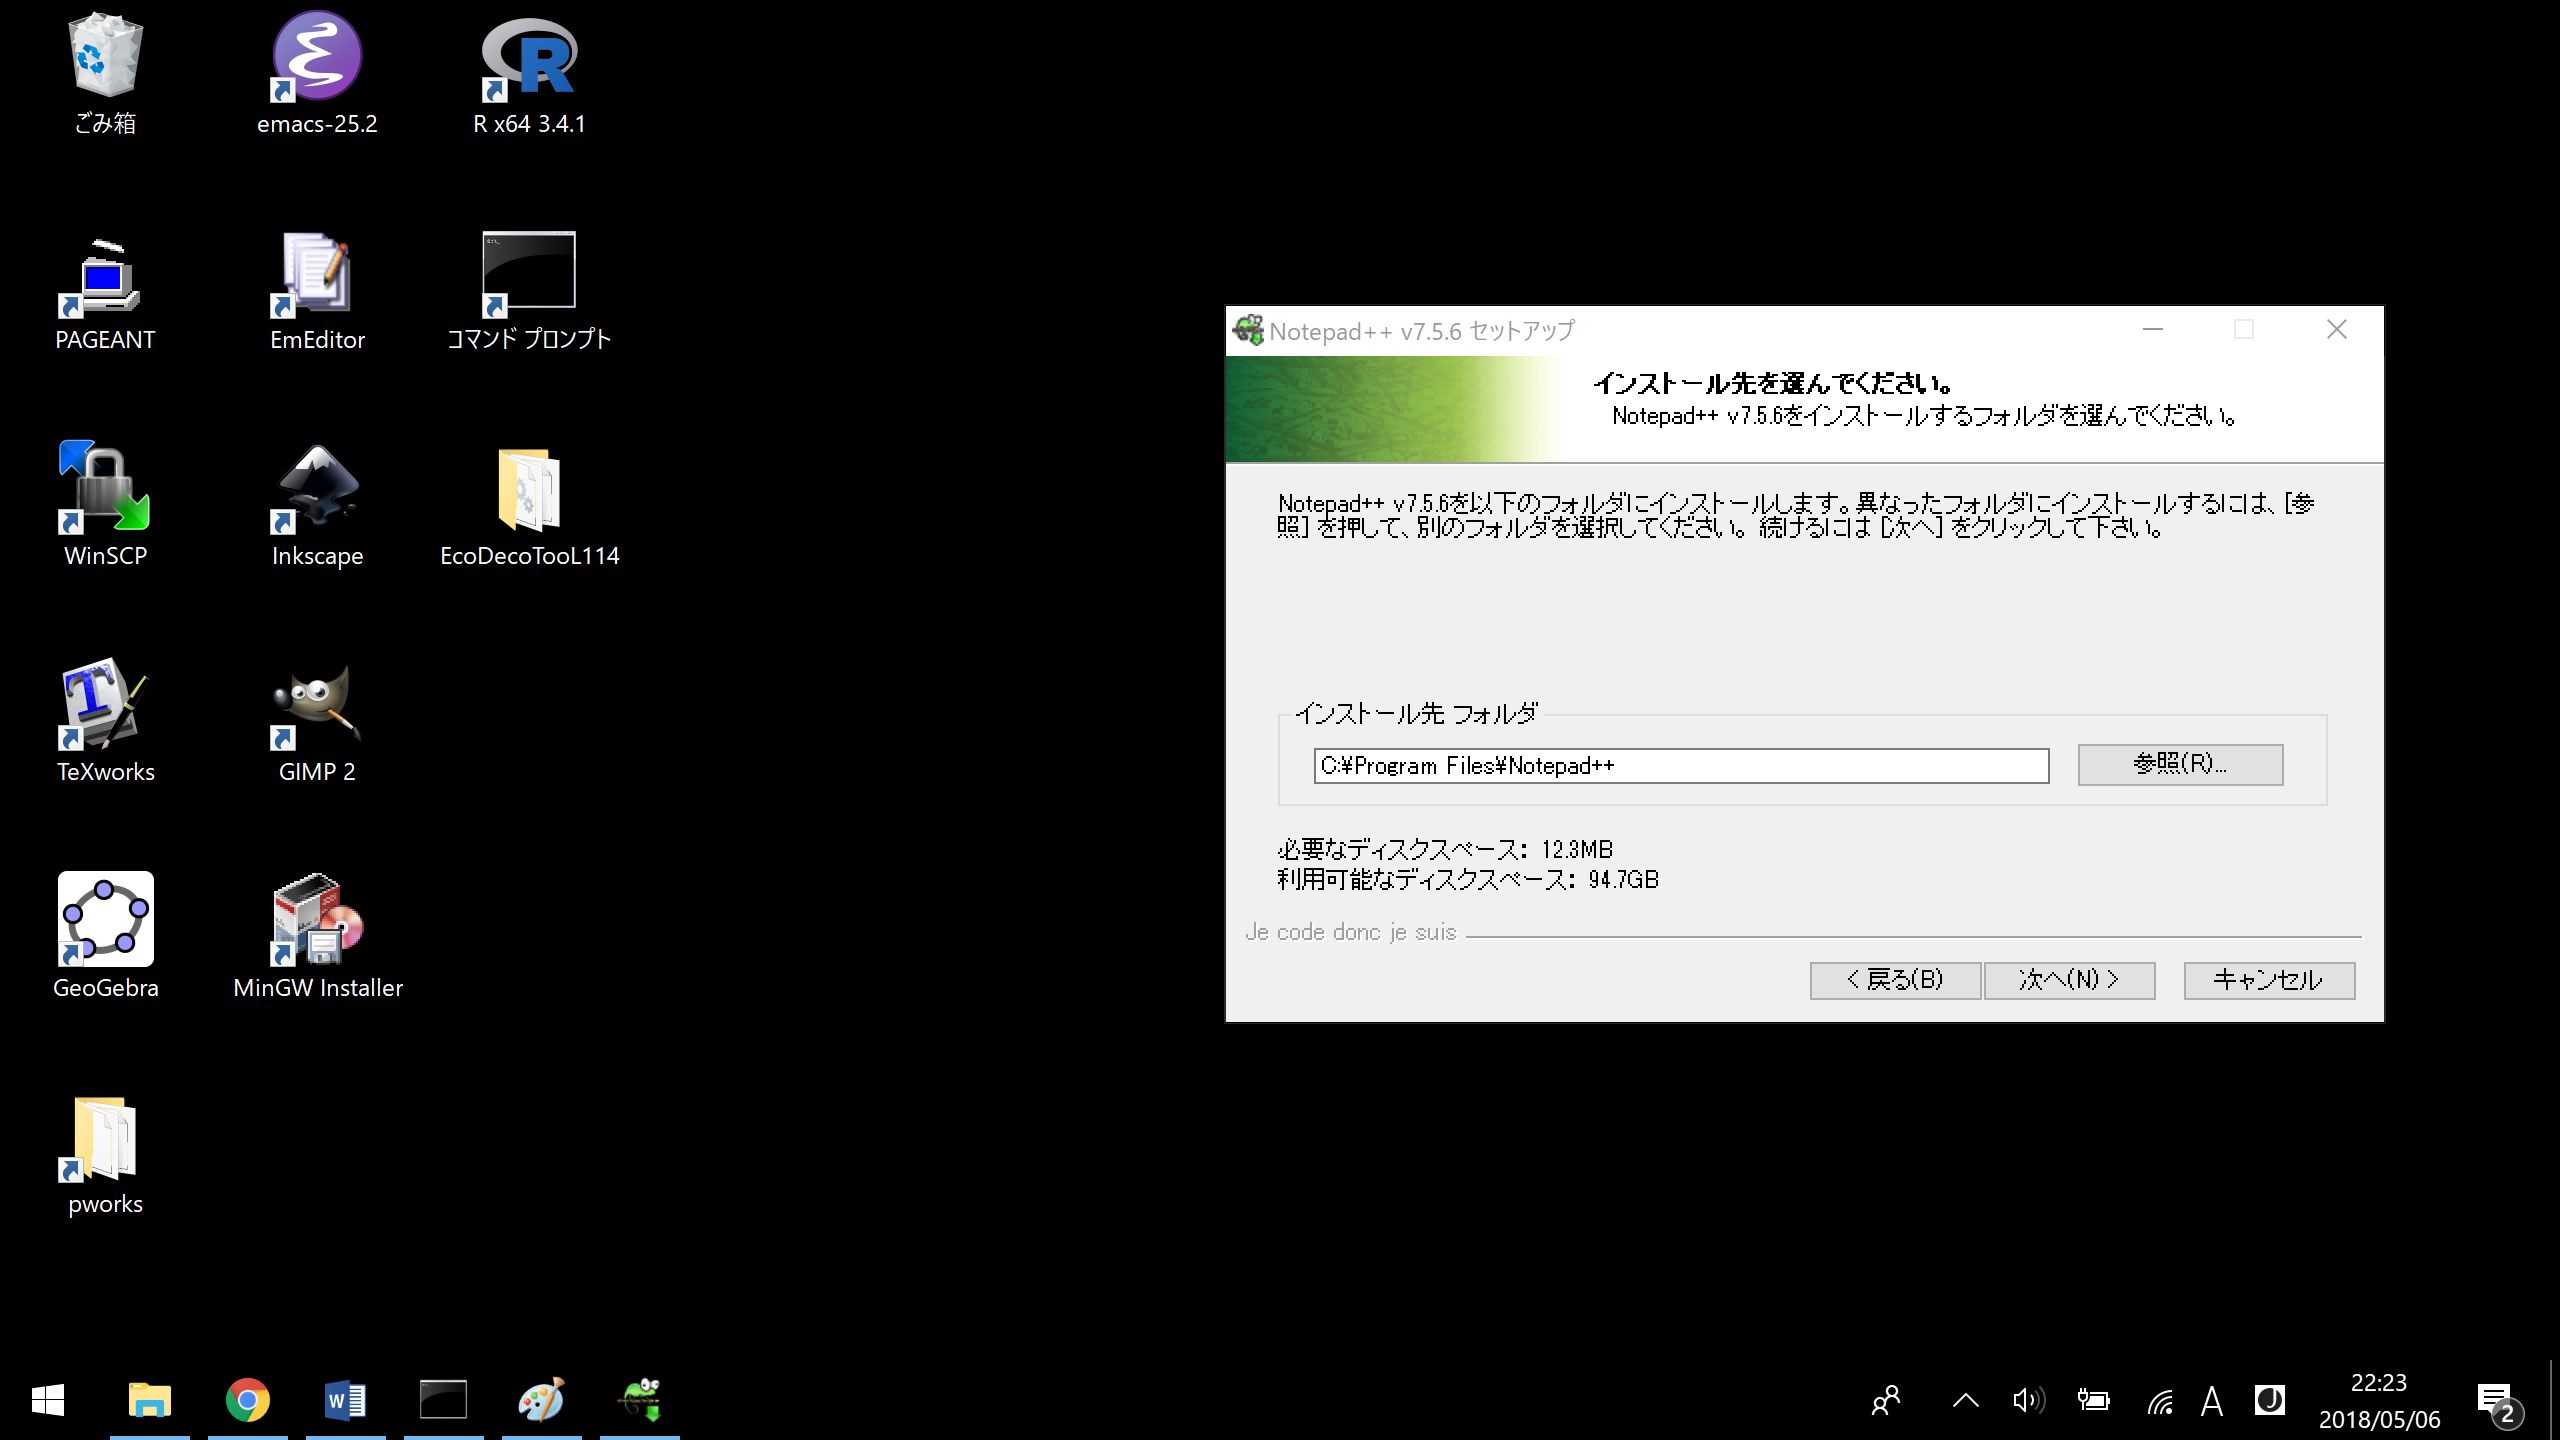 ごみ箱
emacs-25.2
R x64 3.4.1
PAGEANT
EmEditor
コマンド プロンプト
WinSCP
Inkscape
EcoDecoTooL114
TeXworks
GIMP 2
GeoGebra
MinGW Installer
pworks
Notepad++ v7.5.6 セットアップ
インストール先を選んでください。
Notepad++ v7.5.6をインストールするフォルダを選んでください。
Notepad++ v7.5.6を以下のフォルダにインストールします。異なったフォルダにインストールするには、[参
照] を押して、別のフォルダを選択してください。続けるには [次へ] をクリックして下さい。
インストール先 フォルダ
C:¥Program Files¥Notepad++
参照(R)...
必要なディスクスペース: 12.3MB
利用可能なディスクスペース: 94.7GB
Je code donc je suis
< 戻る(B)
次へ(N) >
キャンセル
A
J
22:23
2018/05/06
2